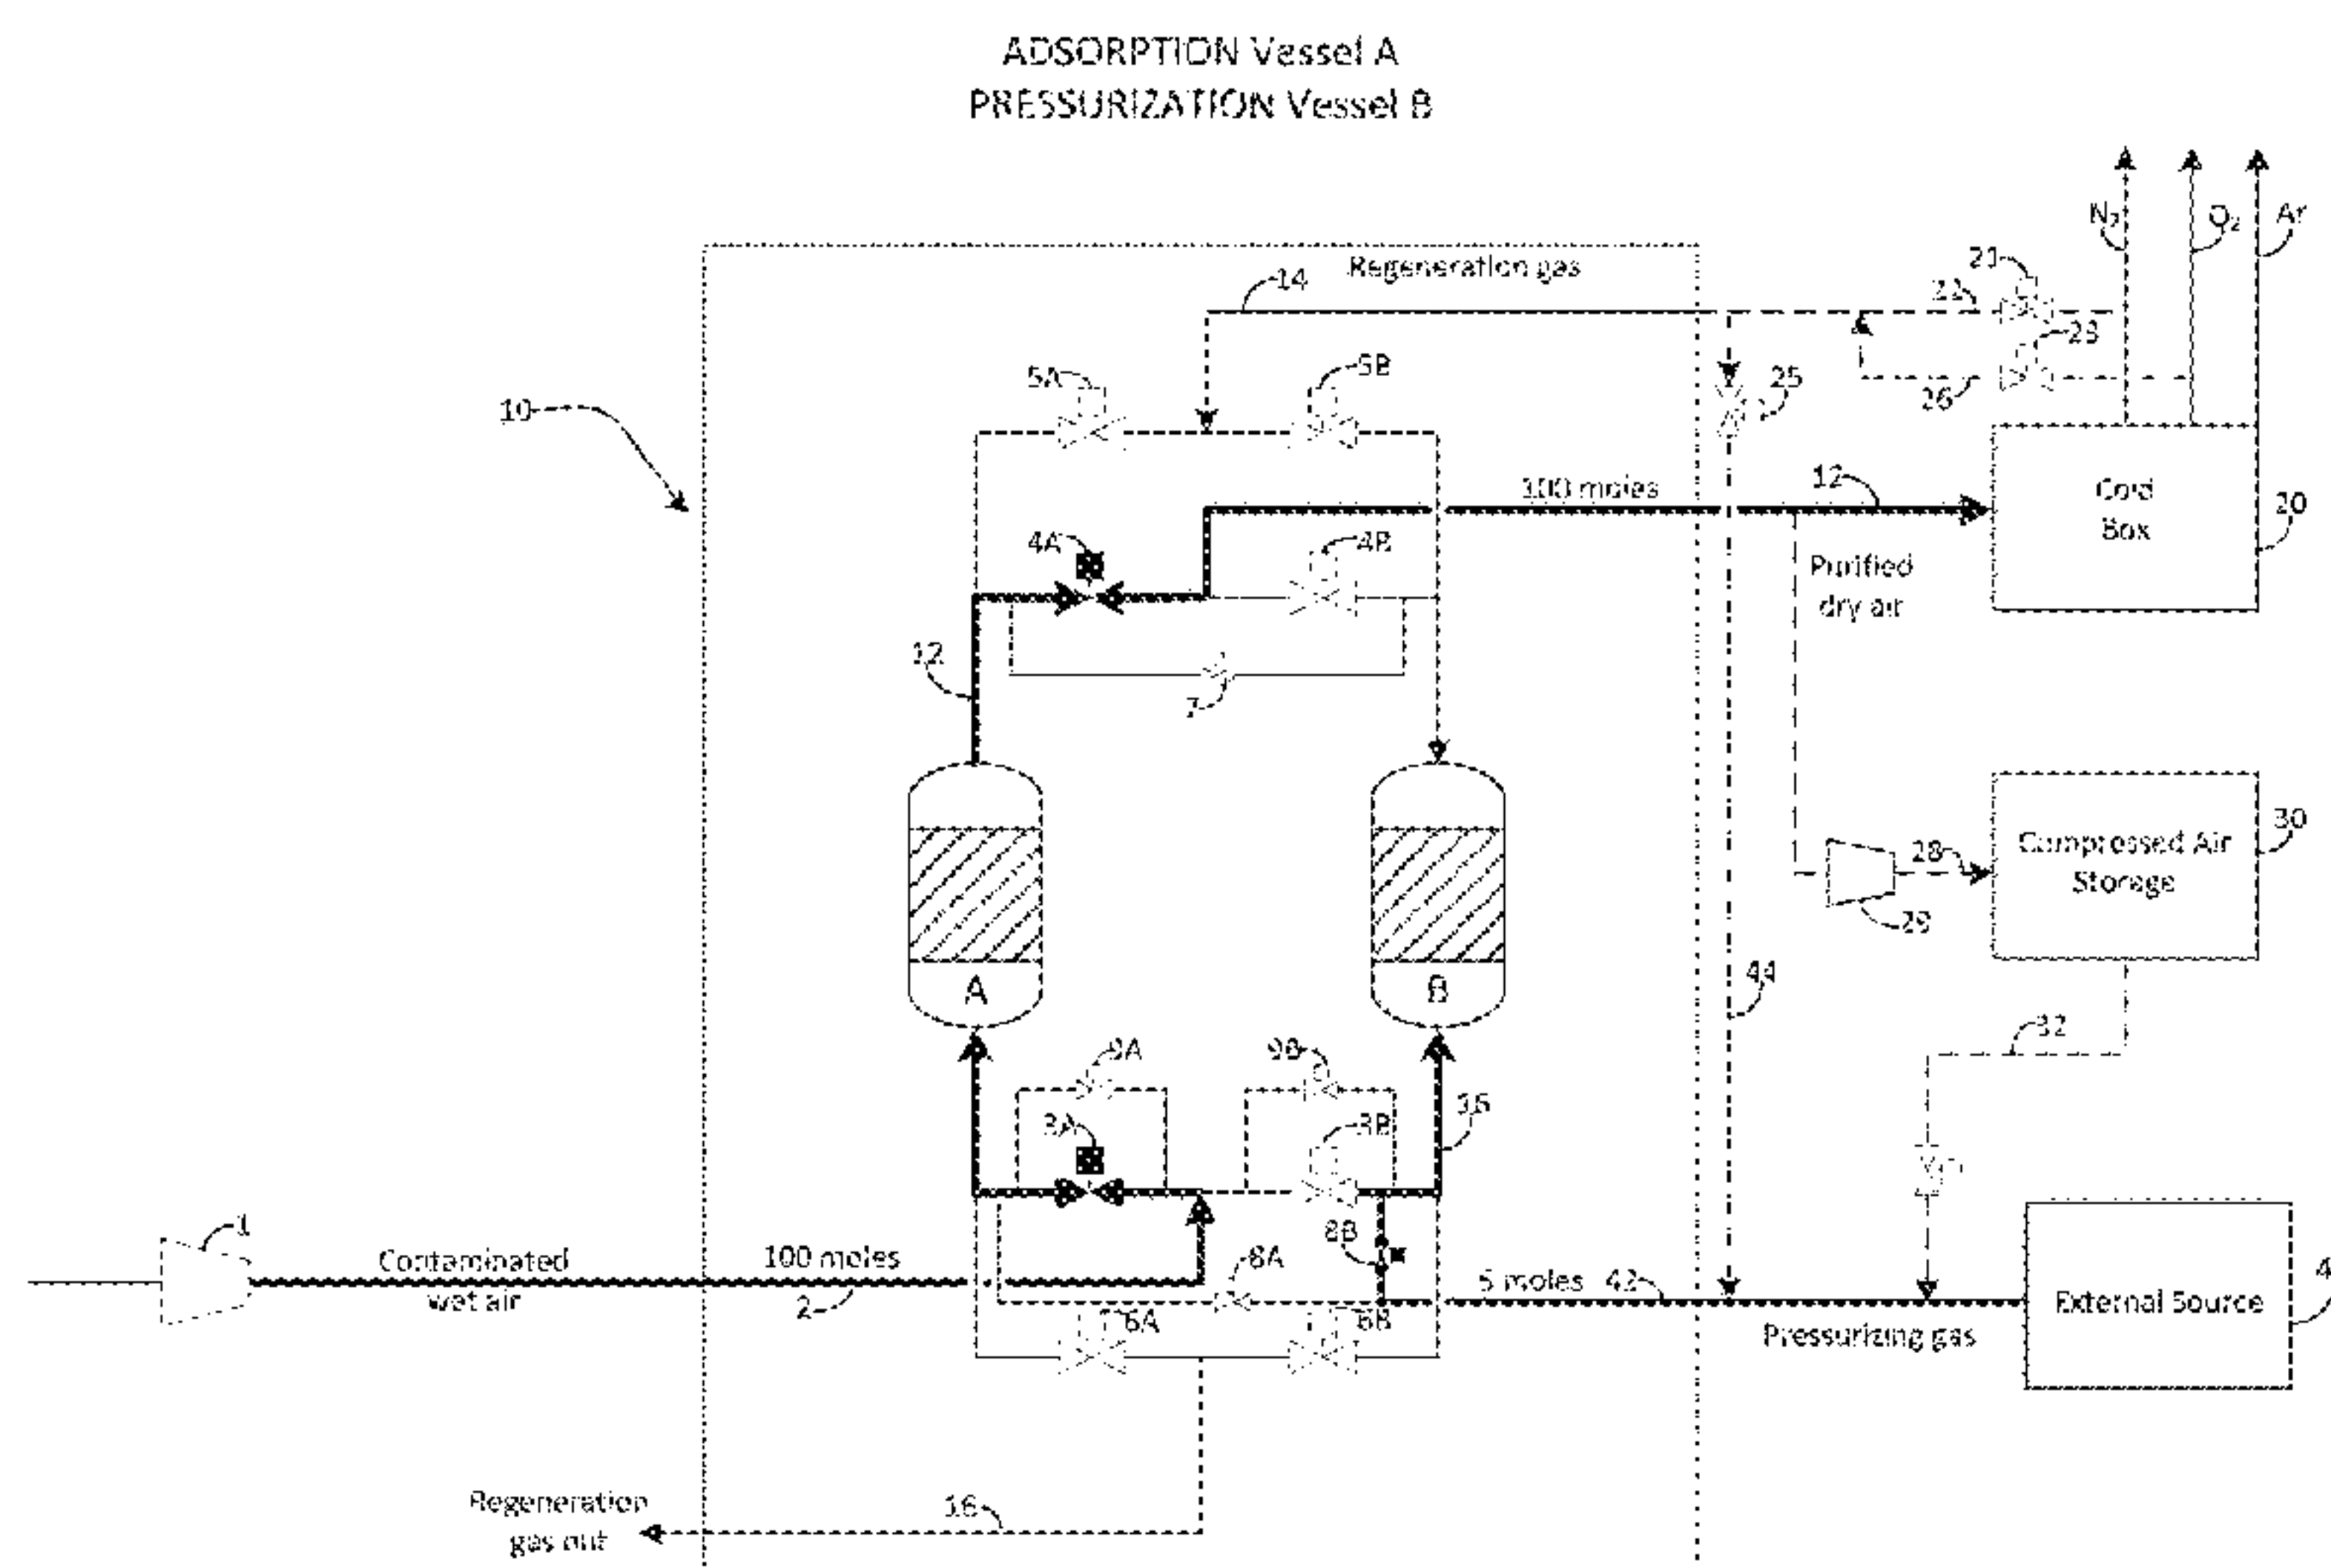 ADSORPTION Vessel A
PRESSURIZATION Vessel B
N₂
O₂
Ar
Regeneration gas
14
21
22
23
5A
5B
25
26
10
100 moles
12
Cold
Box
20
4A
4B
Purified
dry air
12
7
30
Compressed Air
Storage
28
29
A
B
44
32
9A
9B
16
3A
3B
1
Contaminated
wet air
100 moles
2
8B
8A
5 moles
42
External Source
4
6A
6B
Pressurizing gas
Regeneration
gas out
16